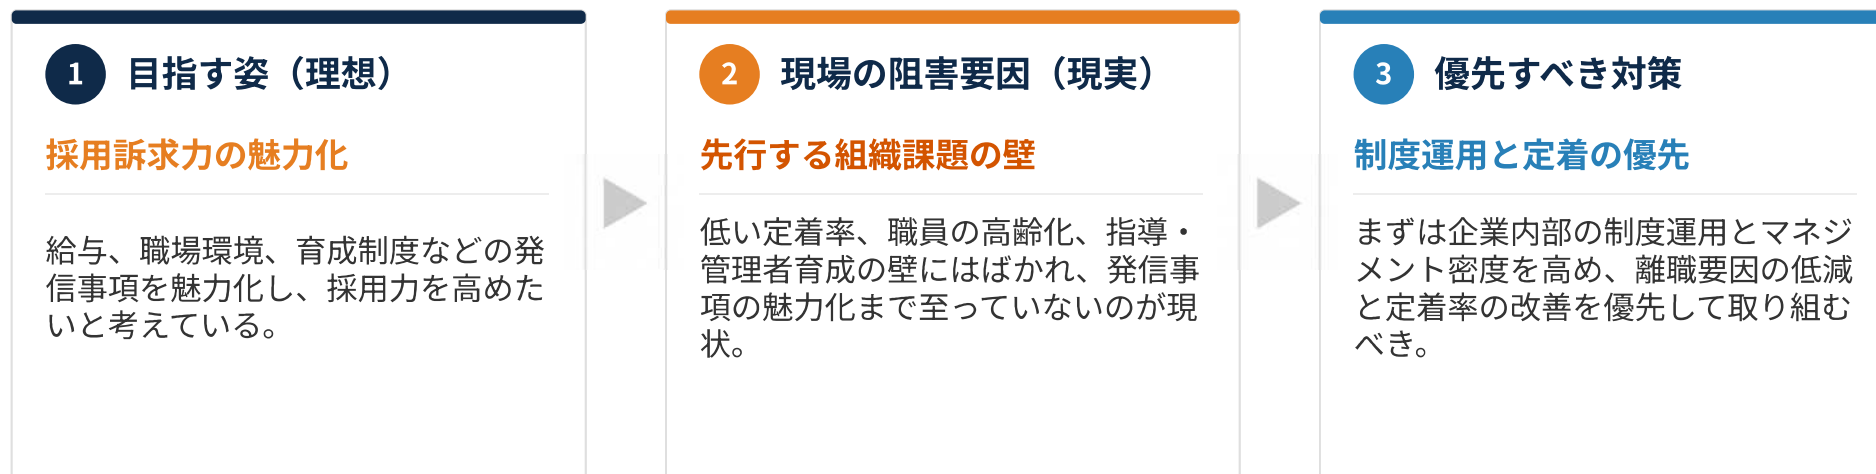 1 目指す姿（理想）
採用訴求力の魅力化
給与、職場環境、育成制度などの発
信事項を魅力化し、採用力を高めた
いと考えている。
2 現場の阻害要因（現実）
先行する組織課題の壁
低い定着率、職員の高齢化、指導・
管理者育成の壁にはばかれ、発信事
項の魅力化まで至っていないのが現
状。
3 優先すべき対策
制度運用と定着の優先
まずは企業内部の制度運用とマネジ
メント密度を高め、離職要因の低減
と定着率の改善を優先して取り組む
べき。